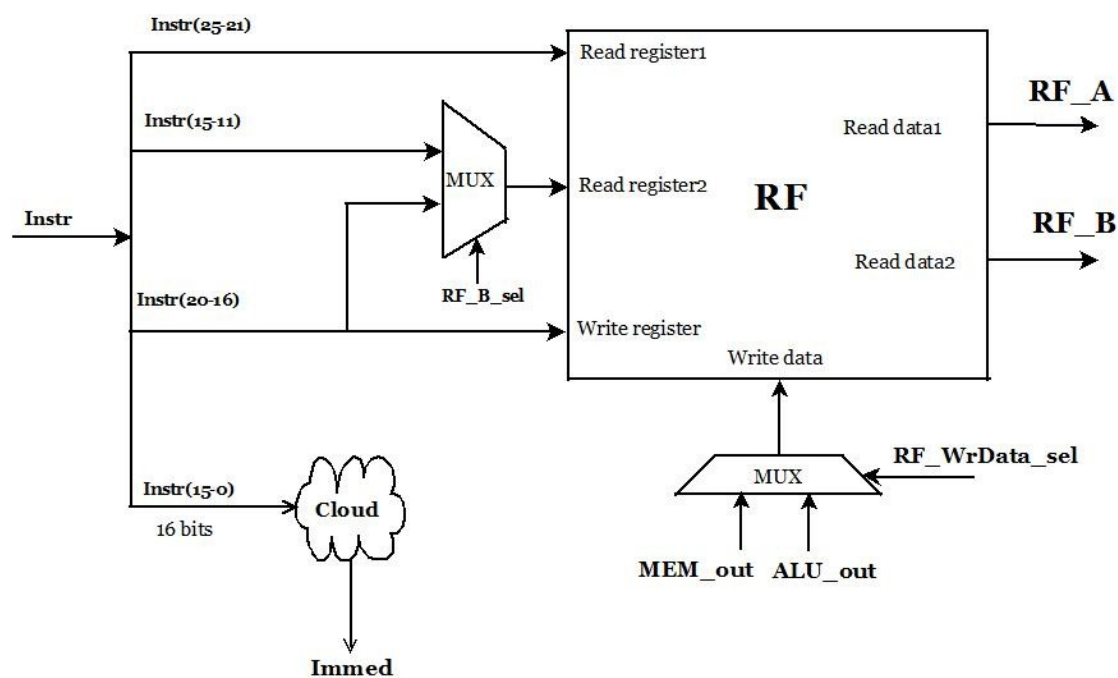 Instr(25-21)
Read register1
RF_A
Instr(15-11)
Read data1
MUX
Read register2
RF
Instr
RF_B
Read data2
RF_B_sel
Instr(20-16)
Write register
Write data
RF_WrData_sel
MUX
Instr(15-0)
Cloud
16 bits
MEM_out
ALU_out
Immed